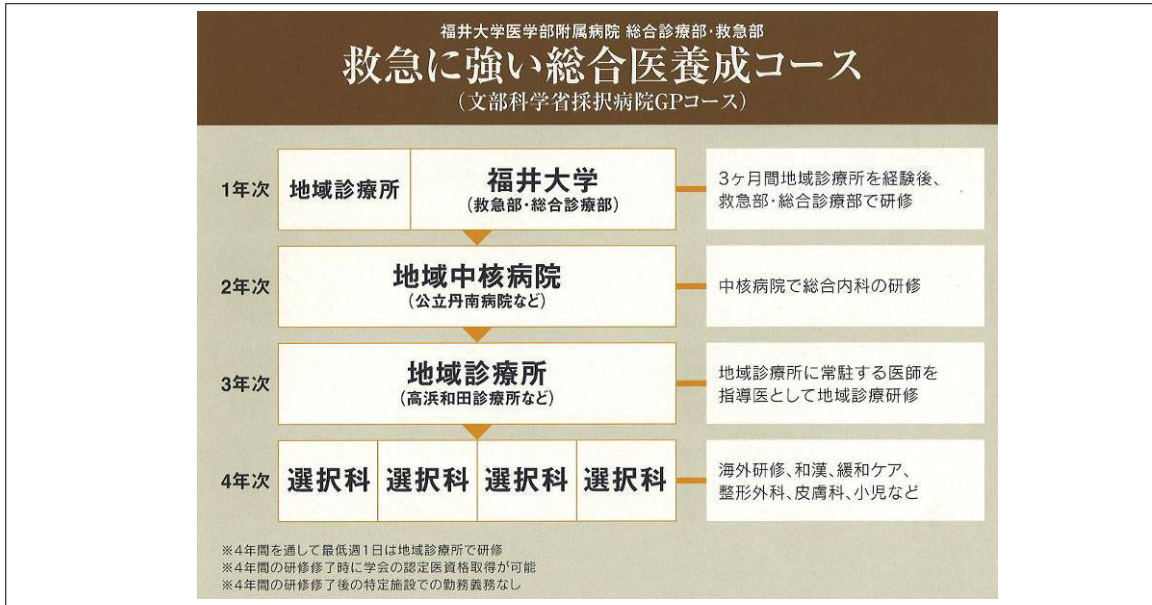 福井大学医学部附属病院 総合診療部・救急部
救急に強い総合医養成コース
(文部科学省採択病院GPコース)
1年次
地域診療所
福井大学
(救急部・総合診療部)
3ヶ月間地域診療所を経験後、
救急部・総合診療部で研修
2年次
地域中核病院
(公立丹南病院など)
中核病院で総合内科の研修
3年次
地域診療所
(高浜和田診療所など)
地域診療所に常駐する医師を
指導医として地域診療研修
4年次
選択科 選択科 選択科 選択科
海外研修、和漢、緩和ケア、
整形外科、皮膚科、小児など
※4年間を通して最低週1日は地域診療所で研修
※4年間の研修修了時に学会の認定医資格取得が可能
※4年間の研修修了後の特定施設での勤務義務なし